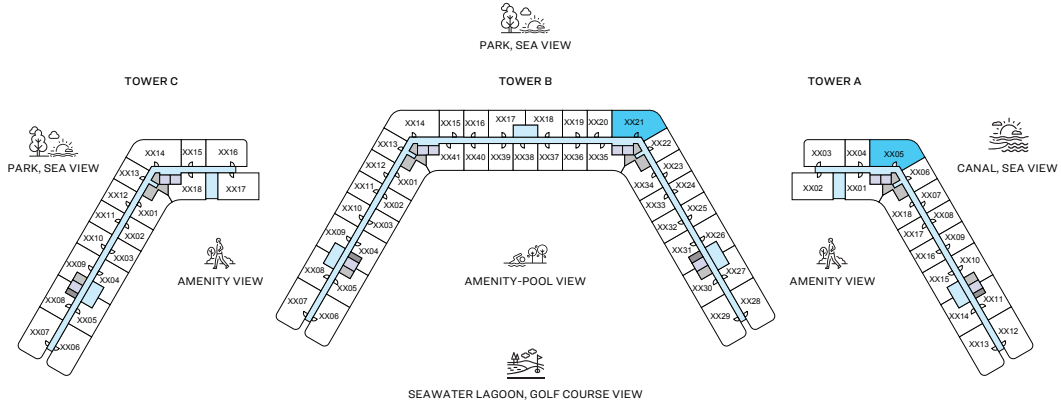 PARK, SEA VIEW
TOWER C
TOWER B
TOWER A
PARK, SEA VIEW
CANAL, SEA VIEW
XX14
XX15
XX16
XX13
XX18
XX17
XX12
XX01
XX11
XX02
XX10
XX03
XX09
XX04
XX08
XX05
XX07
XX06
AMENITY VIEW
XX14
XX15
XX16
XX17
XX18
XX19
XX20
XX21
XX13
XX41
XX40
XX39
XX38
XX37
XX36
XX35
XX22
XX12
XX01
XX34
XX23
XX11
XX02
XX33
XX24
XX10
XX03
XX32
XX25
XX09
XX04
XX31
XX26
XX08
XX05
XX30
XX27
XX07
XX06
XX29
XX28
AMENITY-POOL VIEW
XX03
XX04
XX05
XX02
XX01
XX06
XX18
XX07
XX17
XX08
XX16
XX09
XX15
XX10
XX14
XX11
XX13
XX12
AMENITY VIEW
SEAWATER LAGOON, GOLF COURSE VIEW